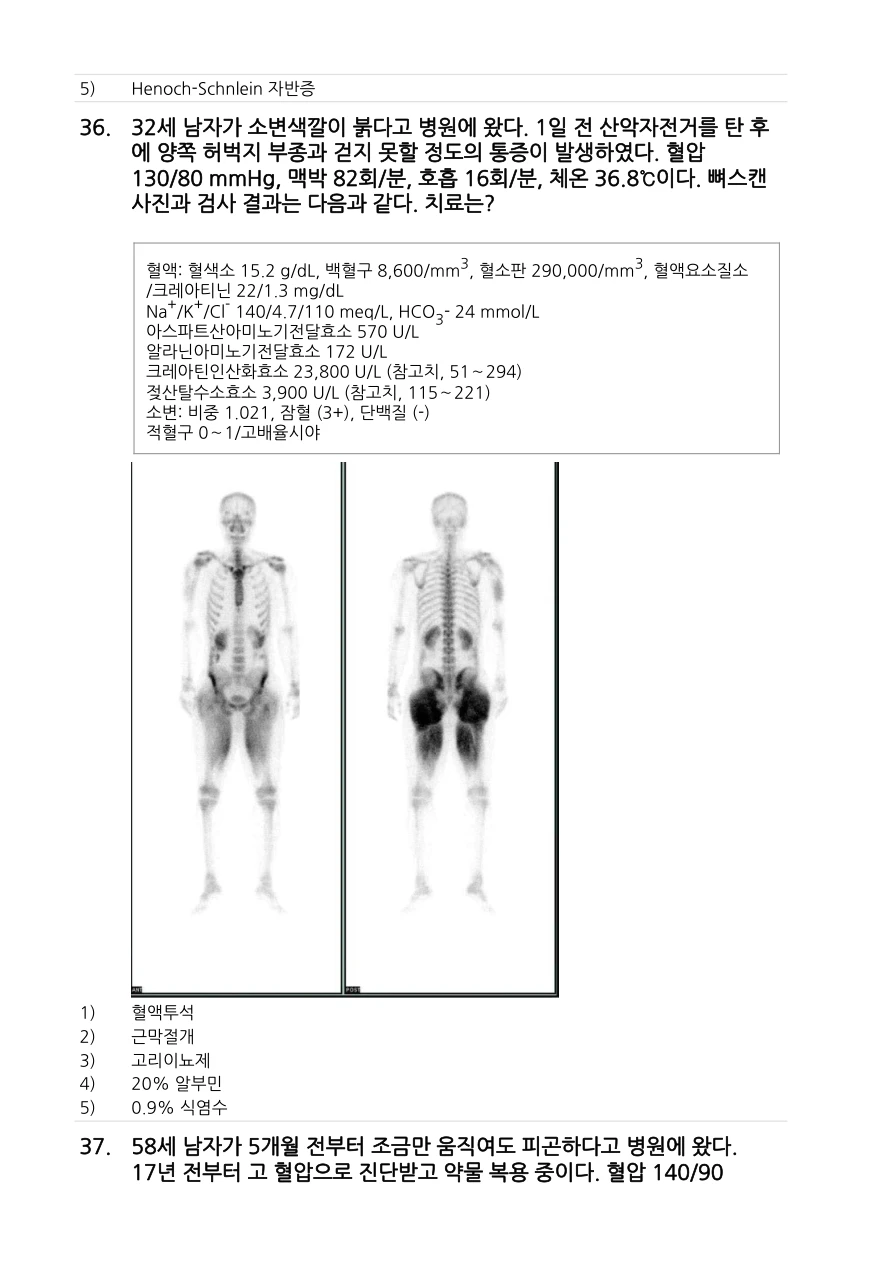 5) Henoch-Schnlein 자반증
36. 32세 남자가 소변색깔이 붉다고 병원에 왔다. 1일 전 산악자전거를 탄 후
에 양쪽 허벅지 부종과 걷지 못할 정도의 통증이 발생하였다. 혈압
130/80 mmHg, 맥박 82회/분, 호흡 16회/분, 체온 36.8℃이다. 뼈스캔
사진과 검사 결과는 다음과 같다. 치료는?
혈액: 혈색소 15.2 g/dL, 백혈구 8,600/mm³, 혈소판 290,000/mm³, 혈액요소질소
/크레아티닌 22/1.3 mg/dL
Na⁺/K⁺/Cl⁻ 140/4.7/110 meq/L, HCO₃- 24 mmol/L
아스파트산아미노기전달효소 570 U/L
알라닌아미노기전달효소 172 U/L
크레아틴인산화효소 23,800 U/L (참고치, 51~294)
젖산탈수소효소 3,900 U/L (참고치, 115~221)
소변: 비중 1.021, 잠혈 (3+), 단백질 (-)
적혈구 0~1/고배율시야
ANT POST
1) 혈액투석
2) 근막절개
3) 고리이뇨제
4) 20% 알부민
5) 0.9% 식염수
37. 58세 남자가 5개월 전부터 조금만 움직여도 피곤하다고 병원에 왔다.
17년 전부터 고 혈압으로 진단받고 약물 복용 중이다. 혈압 140/90